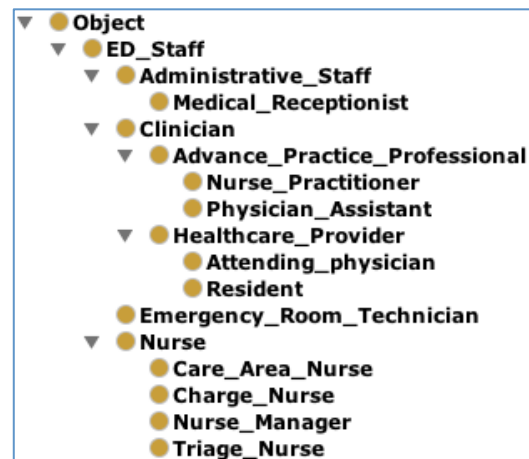 Object
ED_Staff
Administrative_Staff
Medical_Receptionist
Clinician
Advance_Practice_Professional
Nurse_Practitioner
Physician_Assistant
Healthcare_Provider
Attending_physician
Resident
Emergency_Room_Technician
Nurse
Care_Area_Nurse
Charge_Nurse
Nurse_Manager
Triage_Nurse